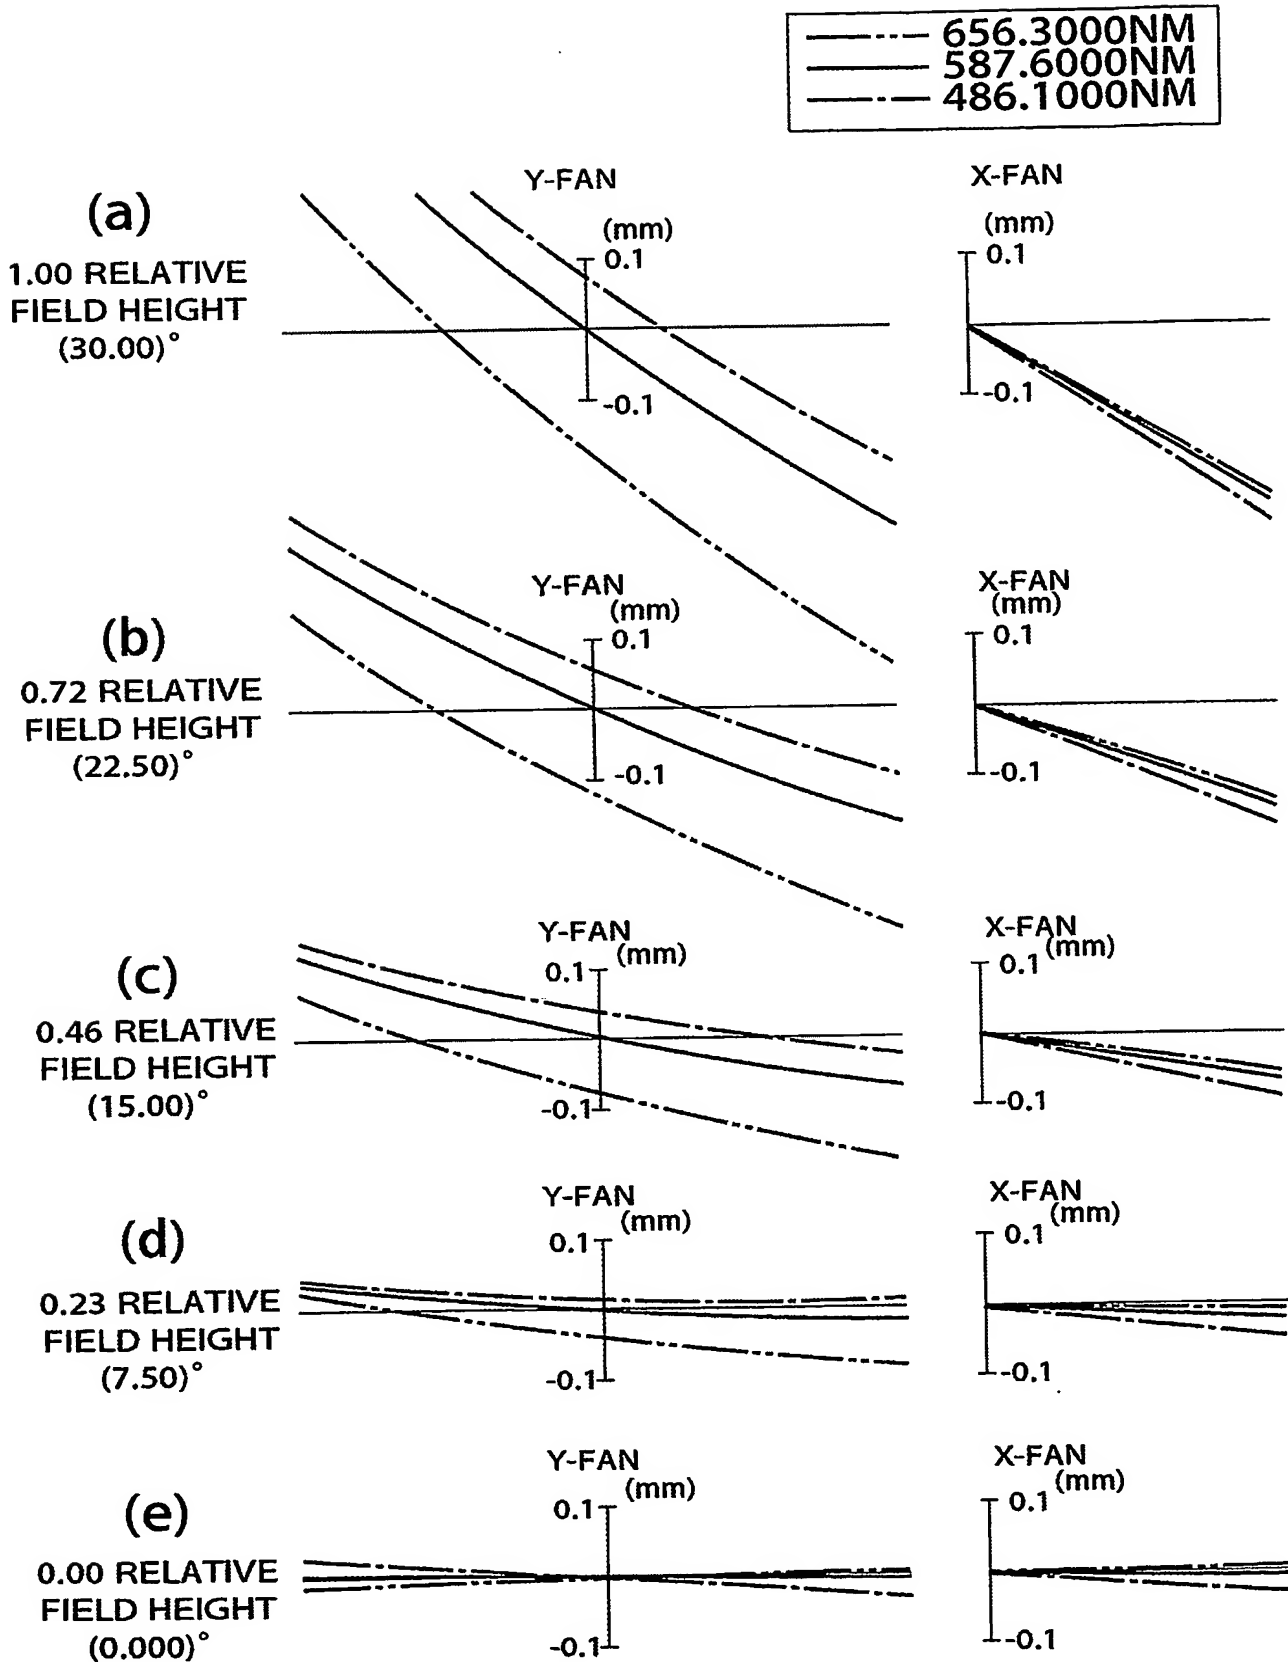 656.3000NM
587.6000NM
486.1000NM
Y-FAN
X-FAN
(a)
1.00 RELATIVE
FIELD HEIGHT
(30.00)°
(mm)
0.1
-0.1
(mm)
0.1
-0.1
Y-FAN
X-FAN
(b)
0.72 RELATIVE
FIELD HEIGHT
(22.50)°
(mm)
0.1
-0.1
(mm)
0.1
-0.1
Y-FAN
X-FAN
(c)
0.46 RELATIVE
FIELD HEIGHT
(15.00)°
(mm)
0.1
-0.1
(mm)
0.1
-0.1
Y-FAN
X-FAN
(d)
0.23 RELATIVE
FIELD HEIGHT
(7.50)°
(mm)
0.1
-0.1
(mm)
0.1
-0.1
Y-FAN
X-FAN
(e)
0.00 RELATIVE
FIELD HEIGHT
(0.000)°
(mm)
0.1
-0.1
(mm)
0.1
-0.1